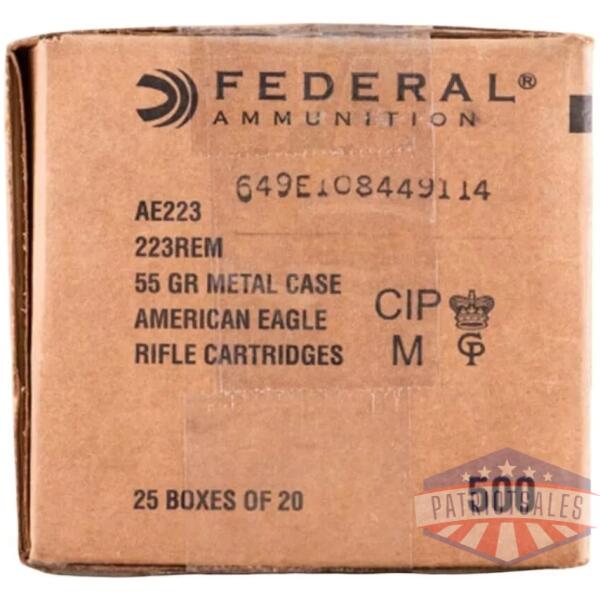 FEDERAL®
AMMUNITION
649E108449114
AE223
223REM
55 GR METAL CASE
AMERICAN EAGLE
RIFLE CARTRIDGES
CIP
M
GP
25 BOXES OF 20
500
PATRIOTSALES